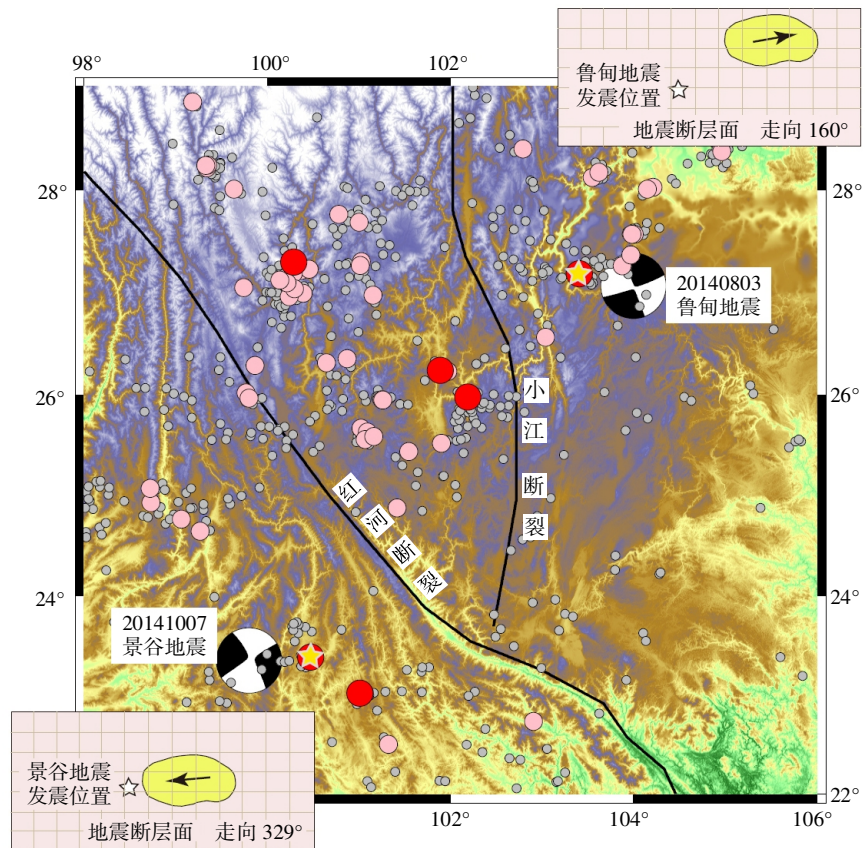 鲁甸地震
发震位置
地震断层面 走向 160°
98° 100° 102°
28° 28°
26° 26°
24° 24°
22°
102° 104° 106°
20140803
鲁甸地震
小
江
断
裂
红
河
断
裂
20141007
景谷地震
景谷地震
发震位置
地震断层面 走向 329°